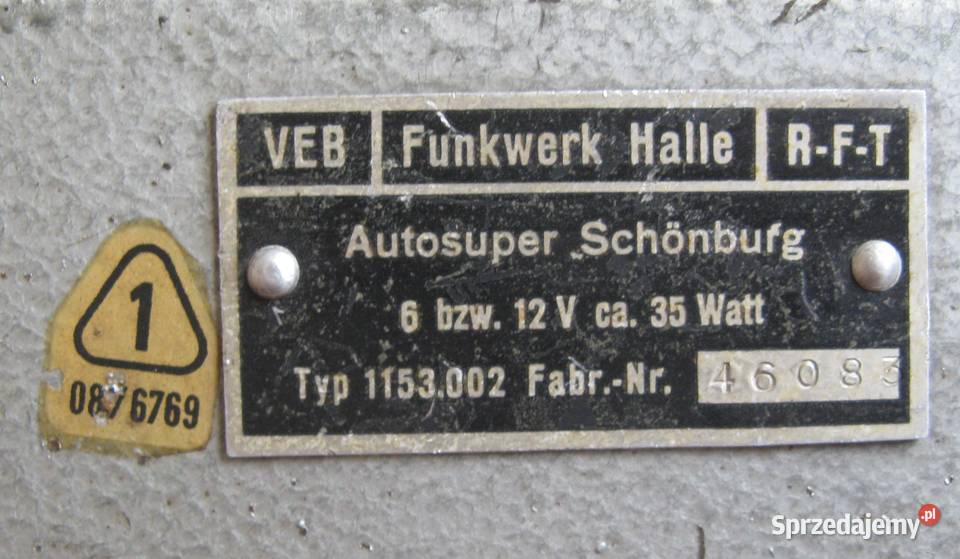 VEB Funkwerk Halle R-F-T
Autosuper Schönburg
6 bzw. 12 V ca. 35 Watt
Typ 1153.002 Fabr.-Nr. 46083
1
08/6769
Sprzedajemy.pl